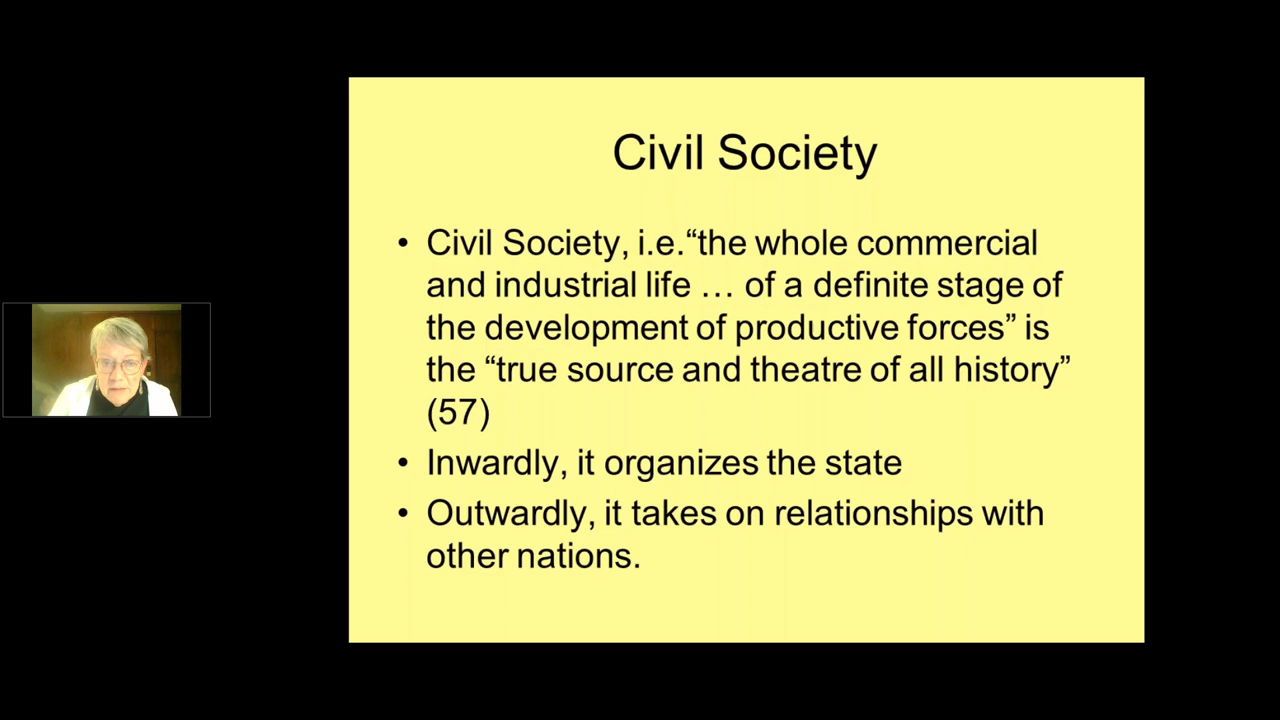 Civil Society
• Civil Society, i.e.“the whole commercial
and industrial life … of a definite stage of
the development of productive forces” is
the “true source and theatre of all history”
(57)
• Inwardly, it organizes the state
• Outwardly, it takes on relationships with
other nations.